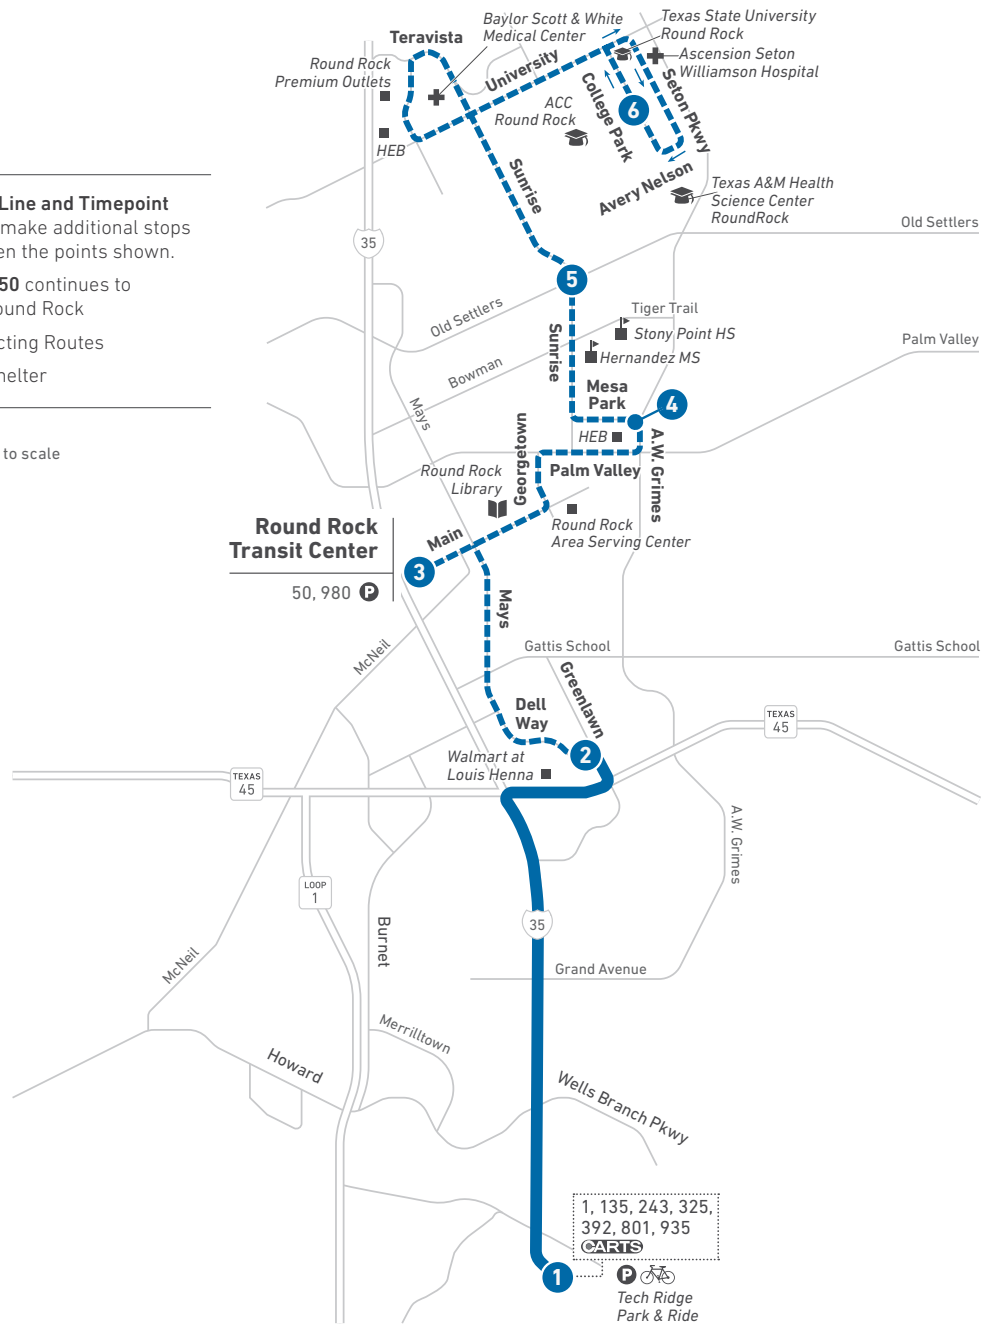 Baylor Scott & White
Medical Center
Texas State University
Round Rock
Teravista
Ascension Seton
Williamson Hospital
Round Rock
Premium Outlets
University
Seton Pkwy
College Park
6
ACC
Round Rock
HEB
Sunrise
Avery Nelson
Texas A&M Health
Science Center
RoundRock
Line and Timepoint
make additional stops
en the points shown.
50 continues to
ound Rock
cting Routes
helter
to scale
35
Old Settlers
5
Old Settlers
Tiger Trail
Stony Point HS
Sunrise
Hernandez MS
Palm Valley
Bowman
Mays
Mesa
Park
4
HEB
Georgetown
A.W. Grimes
Palm Valley
Round Rock
Library
Round Rock
Area Serving Center
Round Rock
Transit Center
Main
3
50, 980 P
Mays
McNeil
Gattis School
Gattis School
Greenlawn
Dell
Way
2
TEXAS
45
Walmart at
Louis Henna
TEXAS
45
A.W. Grimes
LOOP
1
Burnet
35
McNeil
Grand Avenue
Merrilltown
Howard
Wells Branch Pkwy
1, 135, 243, 325,
392, 801, 935
CARTS
1
P
Tech Ridge
Park & Ride